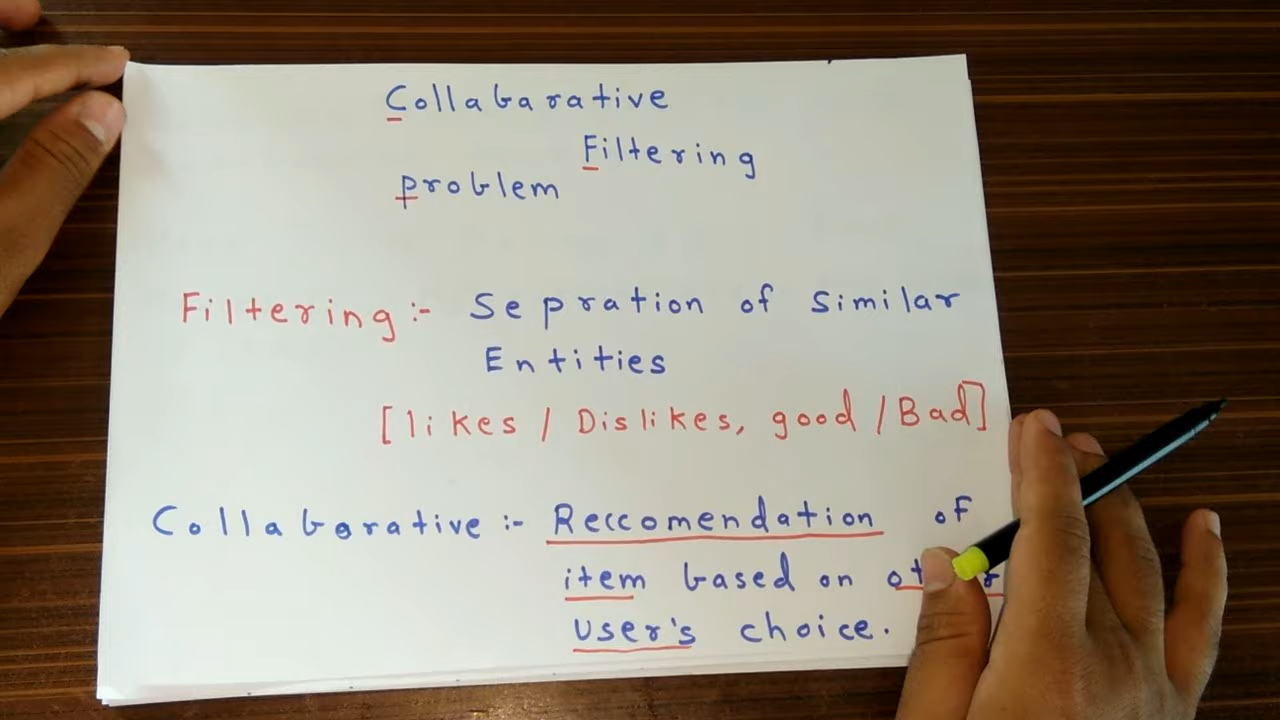 Collabarative
Filtering
problem
Filtering :- Sepration of Similar
Entities
[likes / Dislikes, good / Bad]
Collaborative :- Reccomendation of
item based on
user's choice.